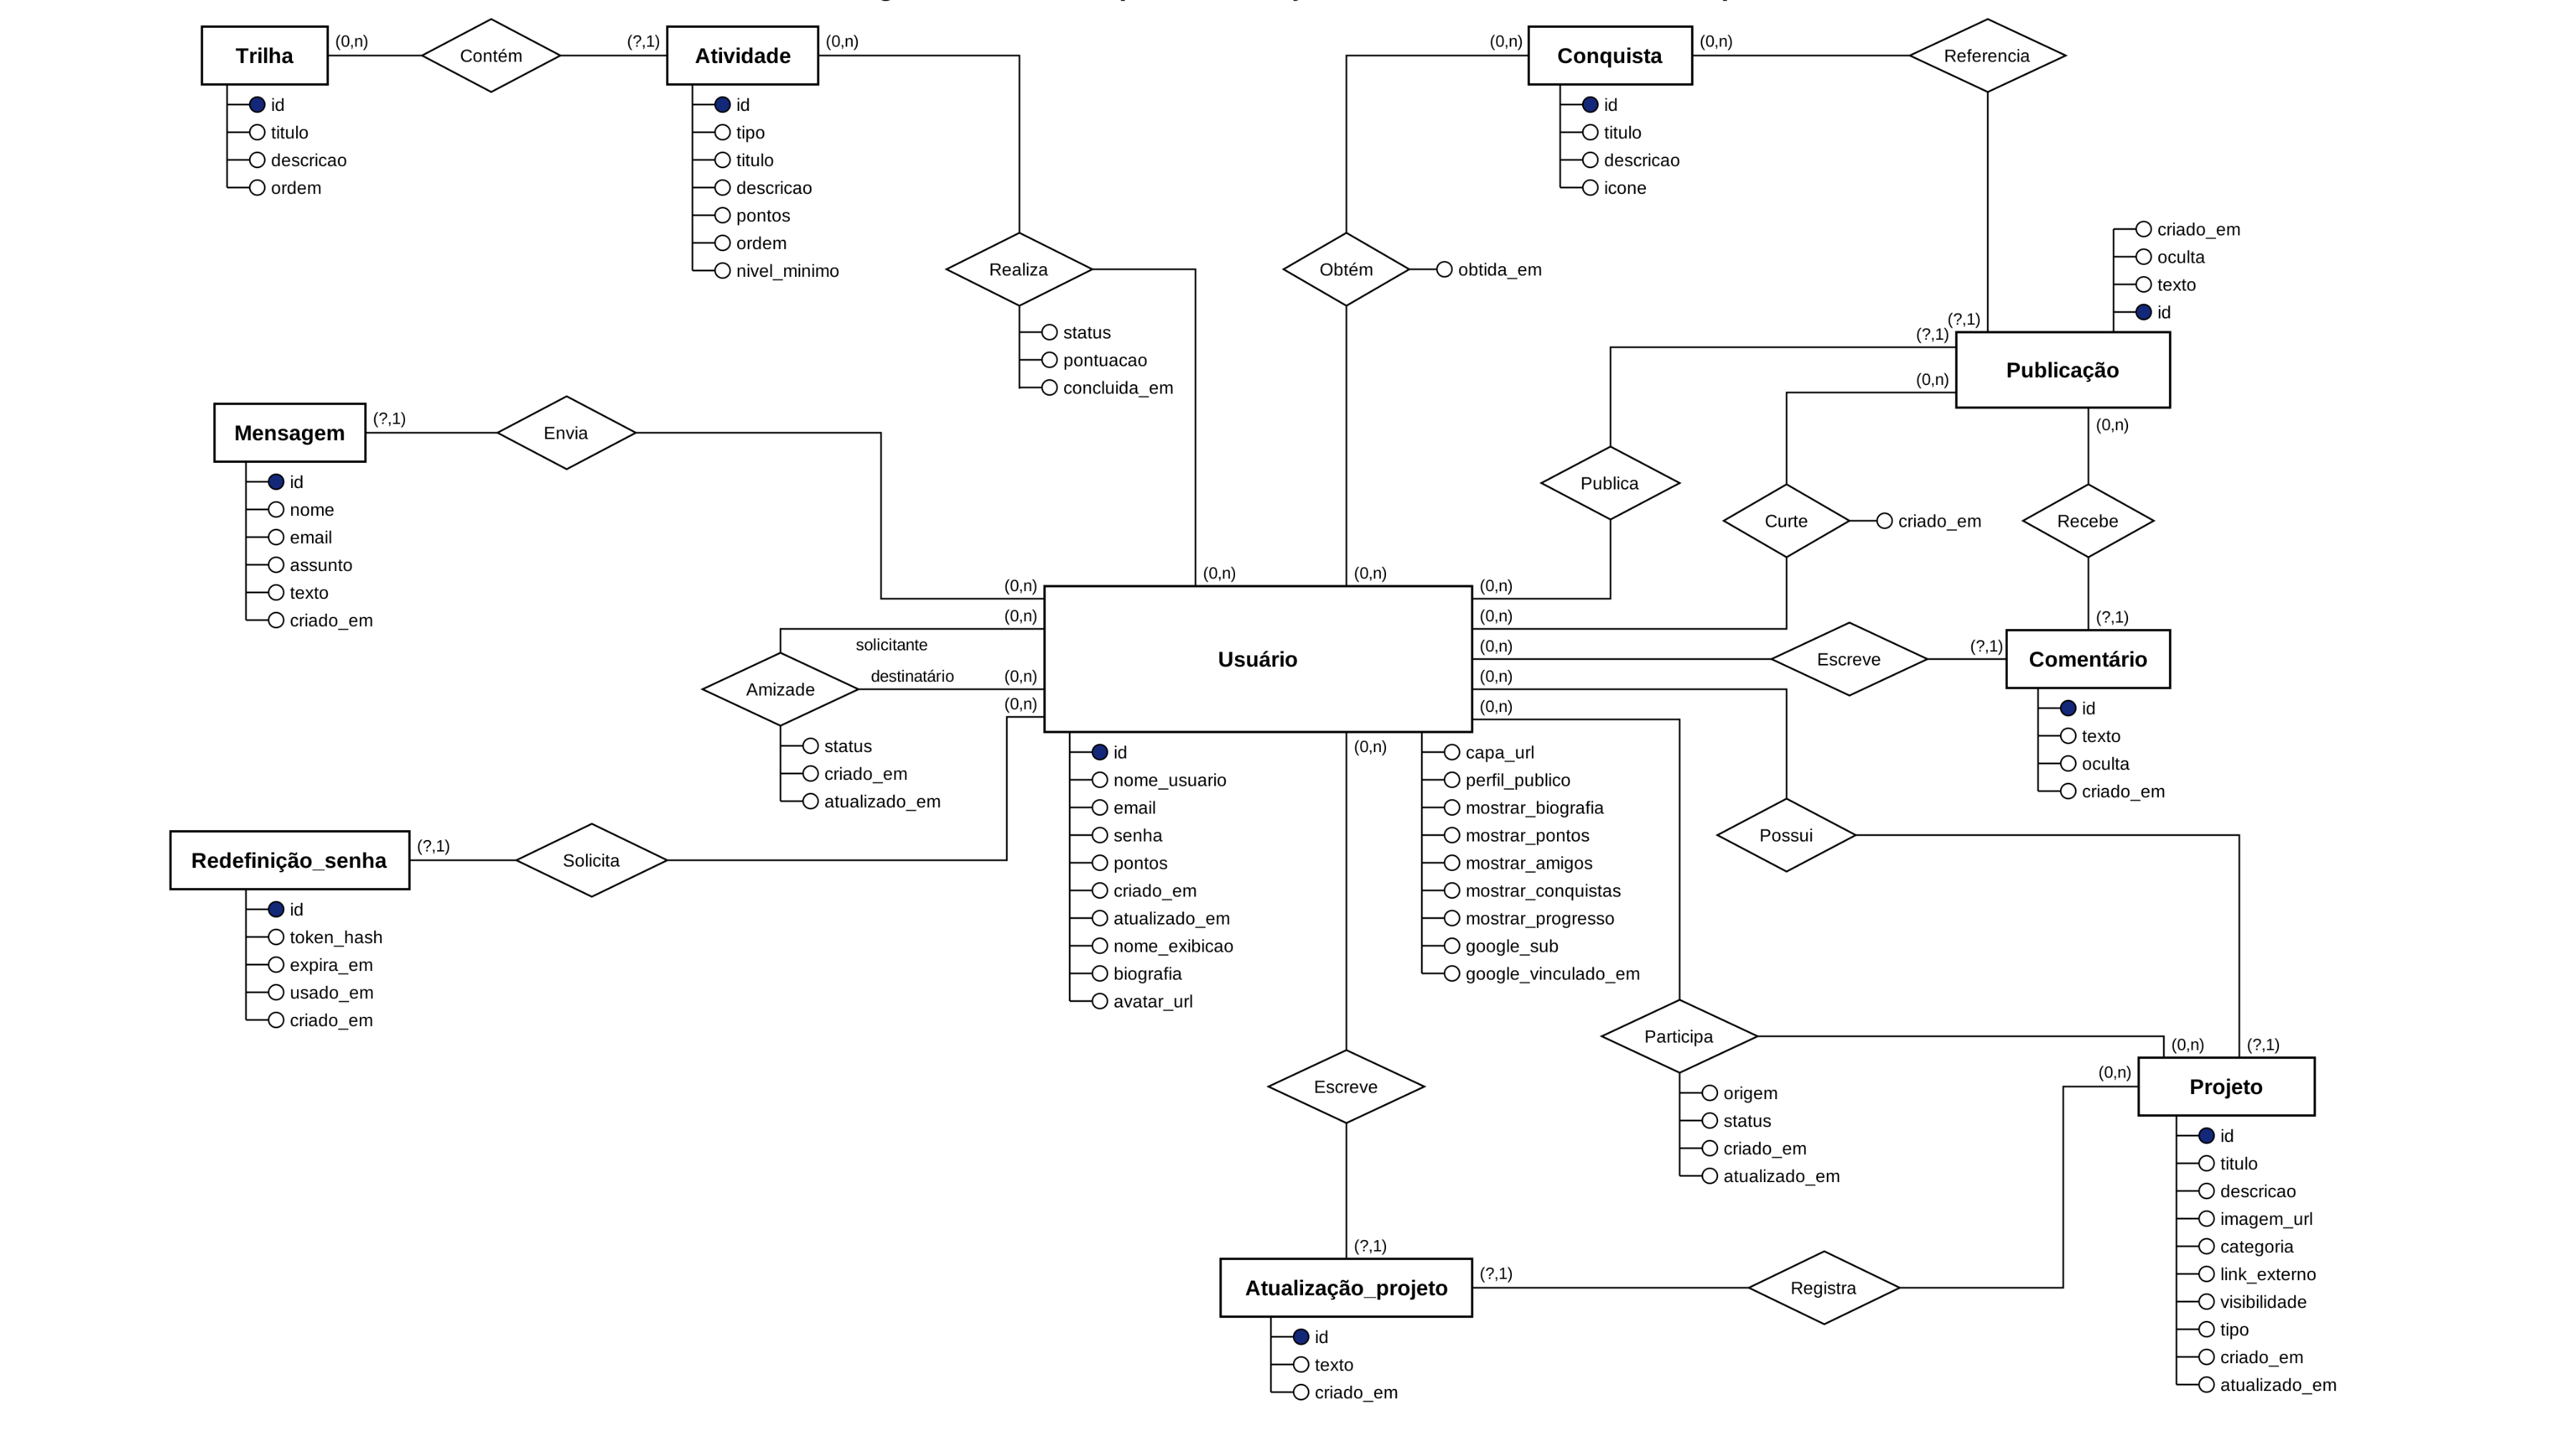 Trilha
(0,n)
Contém
(?,1)
Atividade
(0,n)
id
titulo
descricao
ordem
id
tipo
titulo
descricao
pontos
ordem
nivel_minimo
Realiza
status
pontuacao
concluida_em
(0,n)
Conquista
(0,n)
Referencia
id
titulo
descricao
icone
Obtém
obtida_em
criado_em
oculta
texto
id
(?,1)
(?,1)
Publicação
(0,n)
(0,n)
Mensagem
(?,1)
Envia
id
nome
email
assunto
texto
criado_em
Publica
Curte
criado_em
Recebe
(0,n)
(0,n)
(0,n)
(0,n)
(0,n)
(0,n)
(?,1)
solicitante
Usuário
(0,n)
Escreve
(?,1)
Comentário
Amizade
destinatário
(0,n)
(0,n)
(0,n)
(0,n)
id
texto
oculta
criado_em
status
criado_em
atualizado_em
(0,n)
id
nome_usuario
email
senha
pontos
criado_em
atualizado_em
nome_exibicao
biografia
avatar_url
capa_url
perfil_publico
mostrar_biografia
mostrar_pontos
mostrar_amigos
mostrar_conquistas
mostrar_progresso
google_sub
google_vinculado_em
Possui
Redefinição_senha
(?,1)
Solicita
id
token_hash
expira_em
usado_em
criado_em
Participa
(0,n)
(?,1)
origem
status
criado_em
atualizado_em
Escreve
(0,n)
Projeto
id
titulo
descricao
imagem_url
categoria
link_externo
visibilidade
tipo
criado_em
atualizado_em
(?,1)
Atualização_projeto
(?,1)
Registra
id
texto
criado_em